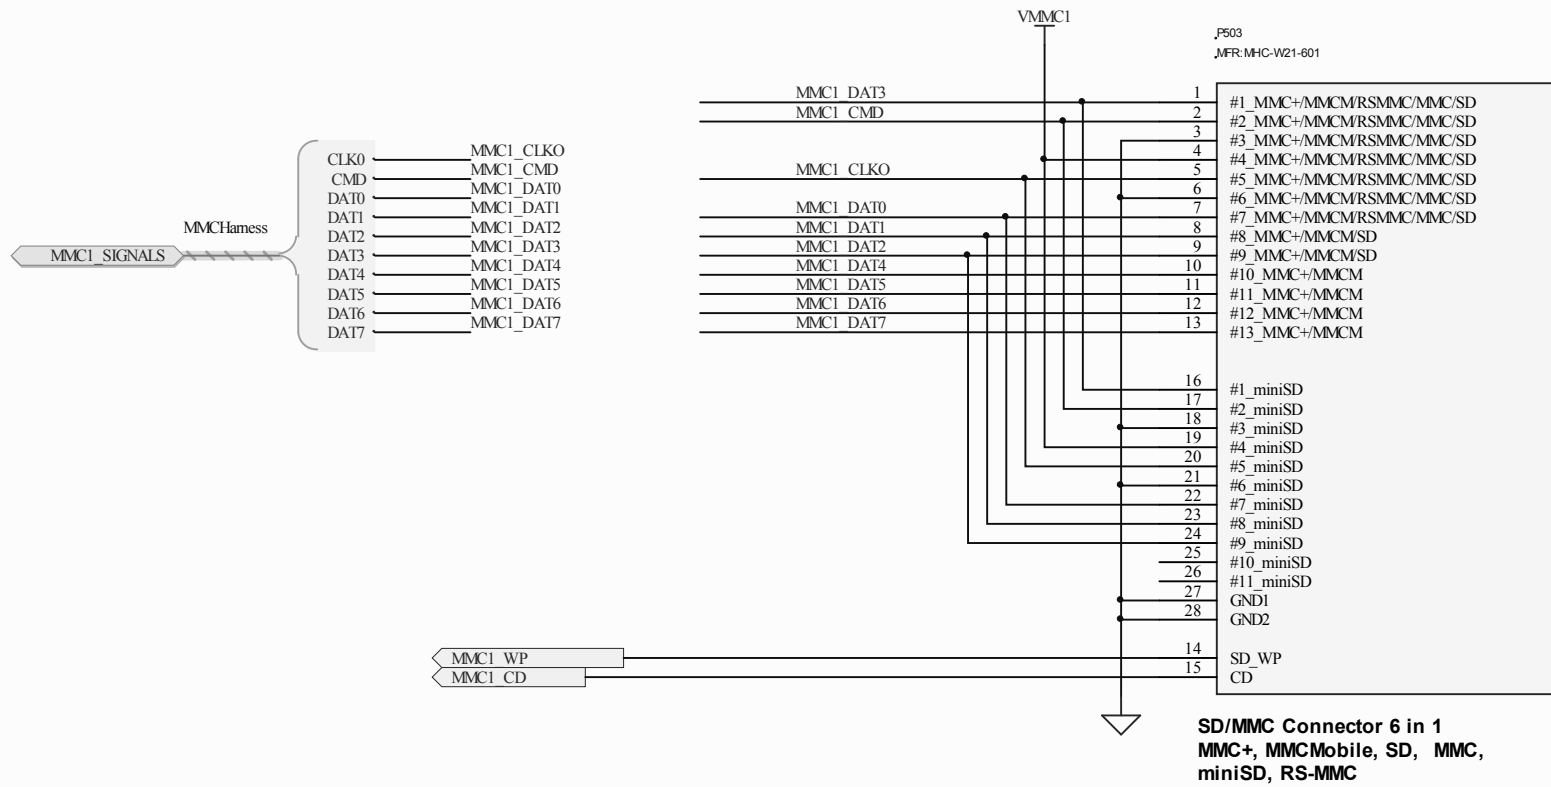 VMMC1
P503
MFR: MHC-W21-601
MMC1_SIGNALS
MMCHarness
CLK0 MMC1_CLKO
CMD MMC1_CMD
DAT0 MMC1_DAT0
DAT1 MMC1_DAT1
DAT2 MMC1_DAT2
DAT3 MMC1_DAT3
DAT4 MMC1_DAT4
DAT5 MMC1_DAT5
DAT6 MMC1_DAT6
DAT7 MMC1_DAT7
MMC1_DAT3 1 #1_MMC+/MMCM/RSMMC/MMC/SD
MMC1_CMD 2 #2_MMC+/MMCM/RSMMC/MMC/SD
3 #3_MMC+/MMCM/RSMMC/MMC/SD
4 #4_MMC+/MMCM/RSMMC/MMC/SD
MMC1_CLKO 5 #5_MMC+/MMCM/RSMMC/MMC/SD
6 #6_MMC+/MMCM/RSMMC/MMC/SD
MMC1_DAT0 7 #7_MMC+/MMCM/RSMMC/MMC/SD
MMC1_DAT1 8 #8_MMC+/MMCM/SD
MMC1_DAT2 9 #9_MMC+/MMCM/SD
MMC1_DAT4 10 #10_MMC+/MMCM
MMC1_DAT5 11 #11_MMC+/MMCM
MMC1_DAT6 12 #12_MMC+/MMCM
MMC1_DAT7 13 #13_MMC+/MMCM
16 #1_miniSD
17 #2_miniSD
18 #3_miniSD
19 #4_miniSD
20 #5_miniSD
21 #6_miniSD
22 #7_miniSD
23 #8_miniSD
24 #9_miniSD
25 #10_miniSD
26 #11_miniSD
27 GND1
28 GND2
MMC1_WP 14 SD_WP
MMC1_CD 15 CD
SD/MMC Connector 6 in 1
MMC+, MMCMobile, SD, MMC,
miniSD, RS-MMC